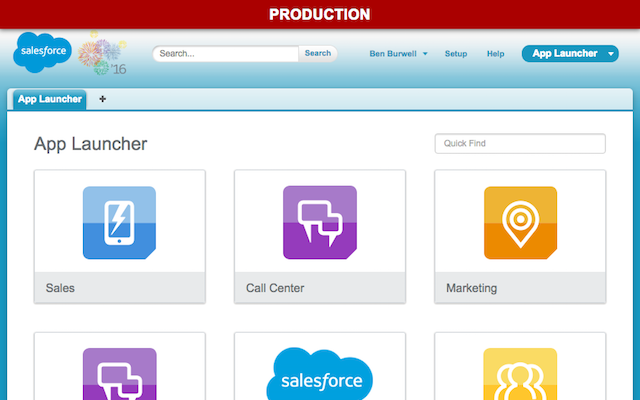 PRODUCTION
salesforce
'16
Search...
Search
Ben Burwell
Setup
Help
App Launcher
App Launcher
+
App Launcher
Quick Find
Sales
Call Center
Marketing
salesforce